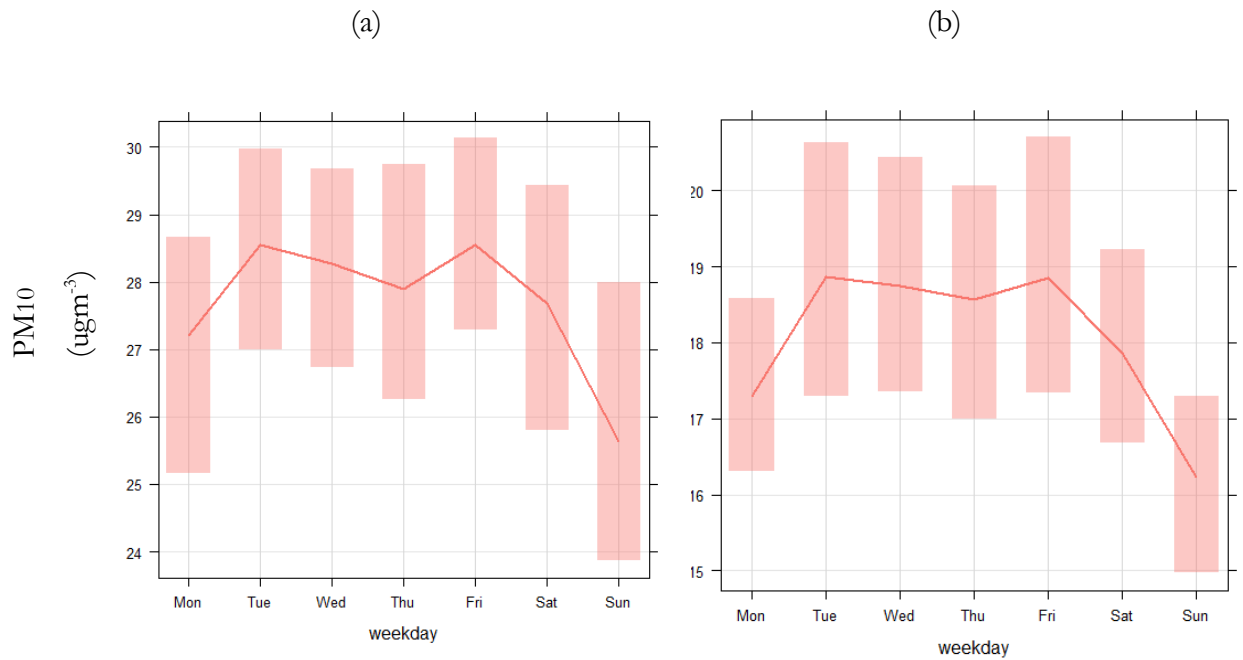 (a)
(b)
PM10
(ugm-3)
30
29
28
27
26
25
24
Mon Tue Wed Thu Fri Sat Sun
weekday
20
19
18
17
16
15
Mon Tue Wed Thu Fri Sat Sun
weekday